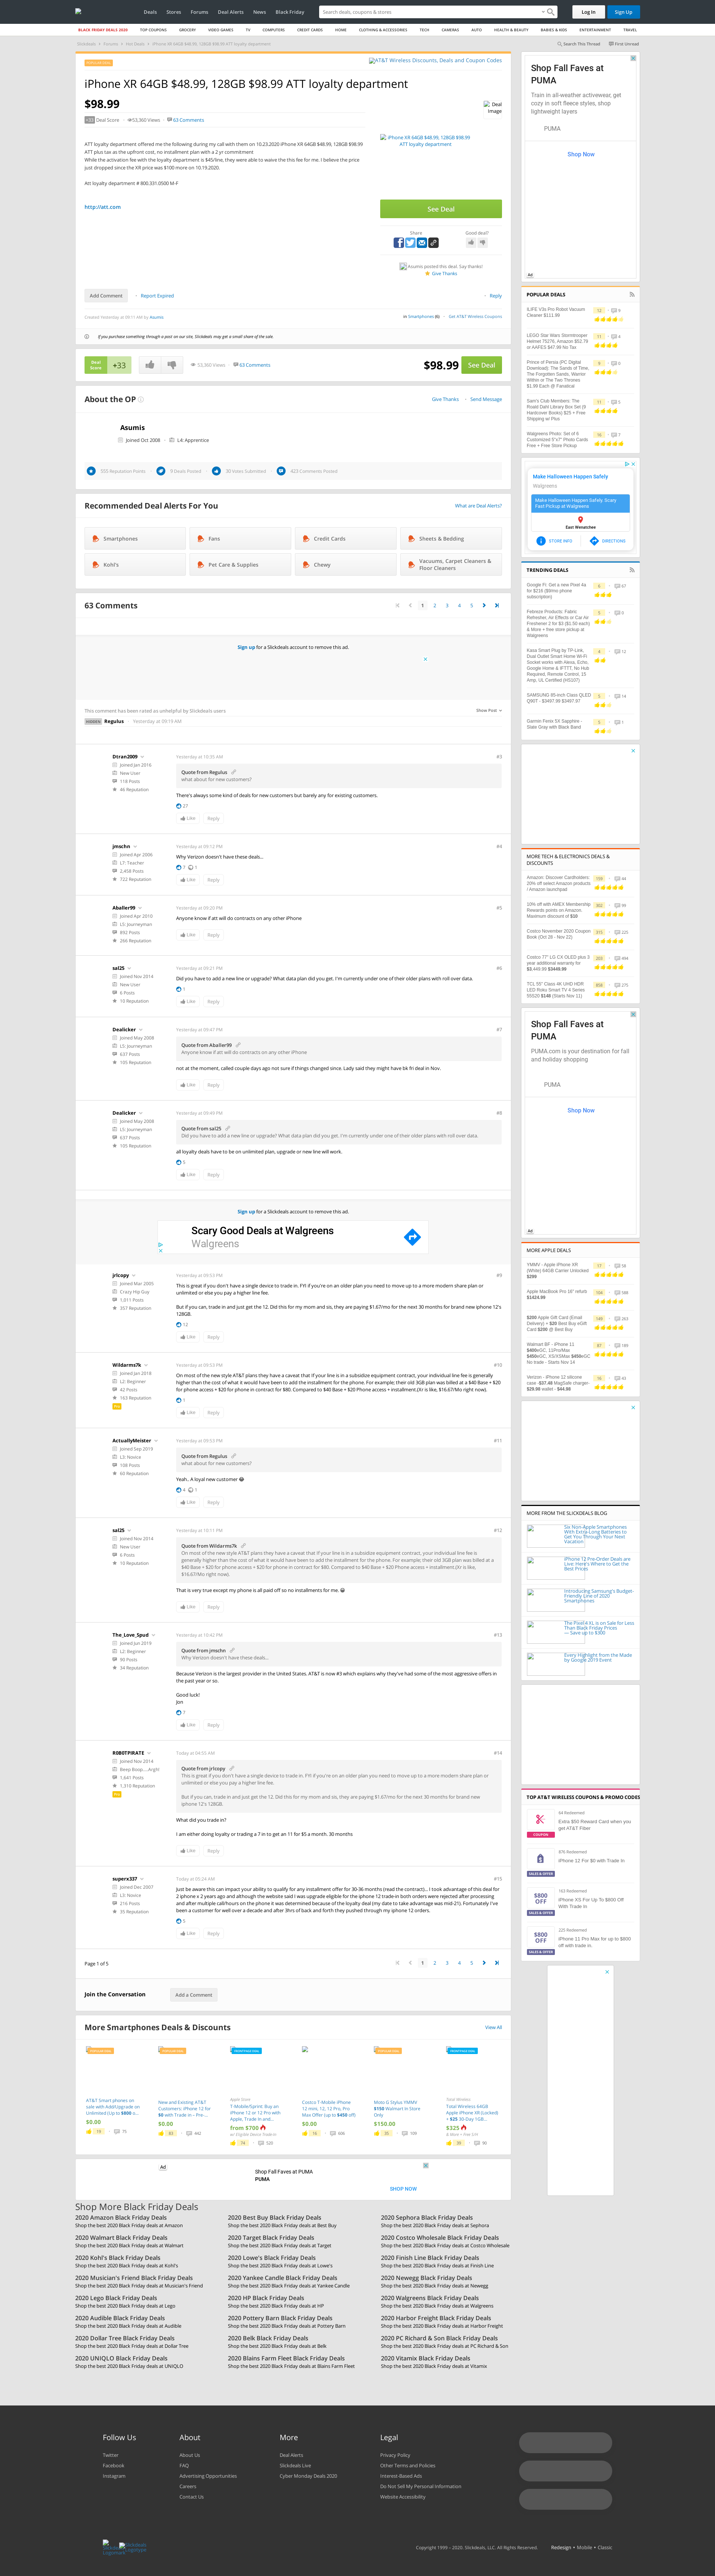 Deals Stores Forums Deal Alerts News Black Friday
Search deals, coupons & stores
Log In Sign Up
BLACK FRIDAY DEALS 2020 TOP COUPONS GROCERY VIDEO GAMES TV COMPUTERS CREDIT CARDS HOME CLOTHING & ACCESSORIES TECH CAMERAS AUTO HEALTH & BEAUTY BABIES & KIDS ENTERTAINMENT TRAVEL
Slickdeals > Forums > Hot Deals > iPhone XR 64GB $48.99, 128GB $98.99 ATT loyalty department
Search This Thread First Unread
AT&T Wireless Discounts, Deals and Coupon Codes
iPhone XR 64GB $48.99, 128GB $98.99 ATT loyalty department
$98.99
+33 Deal Score 53,360 Views 63 Comments
Deal Image
iPhone XR 64GB $48.99, 128GB $98.99 ATT loyalty department
ATT loyalty department offered me the following during my call with them on 10.23.2020 iPhone XR 64GB $48.99, 128GB $98.99
ATT plus tax as the upfront cost, no installment plan with a 2 yr commitment
While the activation fee with the loyalty department is $45/line, they were able to waive this fee for me. I believe the price
just dropped since the XR was price was $100 more on 10.19.2020.
Att loyalty department # 800.331.0500 M-F
http://att.com
See Deal
Share Good deal?
Asumis posted this deal. Say thanks!
Give Thanks
Add Comment Report Expired Reply
Created Yesterday at 09:11 AM by Asumis
in Smartphones (6) Get AT&T Wireless Coupons
If you purchase something through a post on our site, Slickdeals may get a small share of the sale.
Deal Score +33 53,360 Views 63 Comments $98.99 See Deal
About the OP
Give Thanks Send Message
Asumis
Joined Oct 2008 L4: Apprentice
555 Reputation Points 9 Deals Posted 35 Votes Submitted 423 Comments Posted
Recommended Deal Alerts For You
What are Deal Alerts?
Smartphones Fans Credit Cards Sheets & Bedding
Kohl's Pet Care & Supplies Chewy Vacuums, Carpet Cleaners & Floor Cleaners
63 Comments
1 2 3 4 5
Sign up for a Slickdeals account to remove this ad.
This comment has been rated as unhelpful by Slickdeals users
Show Post
Regulus Yesterday at 09:19 AM
Dtran2009
Joined Jan 2016
New User
118 Posts
46 Reputation
Yesterday at 10:35 AM #3
Quote from Regulus
what about for new customers?
There's always some kind of deals for new customers but barely any for existing customers.
27
Like Reply
jmschn
Joined Apr 2006
L7: Teacher
2,458 Posts
722 Reputation
Yesterday at 09:12 PM #4
Why Verizon doesn't have these deals...
7 1
Like Reply
Aballer99
Joined Apr 2010
L5: Journeyman
892 Posts
266 Reputation
Yesterday at 09:20 PM #5
Anyone know if att will do contracts on any other iPhone
Like Reply
sal25
Joined Nov 2014
New User
6 Posts
10 Reputation
Yesterday at 09:21 PM #6
Did you have to add a new line or upgrade? What data plan did you get. I'm currently under one of their older plans with roll over data.
1
Like Reply
Dealicker
Joined May 2008
L5: Journeyman
637 Posts
105 Reputation
Yesterday at 09:47 PM #7
Quote from Aballer99
Anyone know if att will do contracts on any other iPhone
not at the moment, called couple days ago not sure if things changed since. Lady said they might have bk fri deal in Nov.
Like Reply
Dealicker
Joined May 2008
L5: Journeyman
637 Posts
105 Reputation
Yesterday at 09:49 PM #8
Quote from sal25
Did you have to add a new line or upgrade? What data plan did you get. I'm currently under one of their older plans with roll over data.
all loyalty deals have to be on unlimited plan, upgrade or new line will work.
5
Like Reply
Sign up for a Slickdeals account to remove this ad.
Scary Good Deals at Walgreens
Walgreens
jrlcopy
Joined Mar 2005
Crazy Hip Guy
1,011 Posts
357 Reputation
Yesterday at 09:53 PM #9
This is great if you don't have a single device to trade in. FYI if you're on an older plan you need to move up to a more modern share plan or
unlimited or else you pay a higher line fee.
But if you can, trade in and just get the 12. Did this for my mom and sis, they are paying $1.67/mo for the next 30 months for brand new iphone 12's
128GB.
12
Like Reply
Wildarms7k
Joined Jan 2018
L2: Beginner
42 Posts
163 Reputation
Pro
Yesterday at 09:53 PM #10
On most of the new style AT&T plans they have a caveat that if you in your line is in a subsidize equipment contract, your individual line fee is generally
higher than the cost of what it would have been to add the installment for the phone. For example; their old 3GB plan was billed at a $40 Base + $20
for phone access + $20 for phone in contract for $80. Compared to $40 Base + $20 Phone access + installment.(Xr is like, $16.67/Mo right now).
1
Like Reply
ActuallyMeister
Joined Sep 2019
L3: Novice
108 Posts
60 Reputation
Yesterday at 09:53 PM #11
Quote from Regulus
what about for new customers?
Yeah.. A loyal new customer
4 1
Like Reply
sal25
Joined Nov 2014
New User
6 Posts
10 Reputation
Yesterday at 10:11 PM #12
Quote from Wildarms7k
On most of the new style AT&T plans they have a caveat that if you in your line is in a subsidize equipment contract, your individual line fee is
generally higher than the cost of what it would have been to add the installment for the phone. For example; their old 3GB plan was billed at a $40
Base + $20 for phone access + $20 for phone in contract for $80. Compared to $40 Base + $20 Phone access + installment.(Xr is like,
$16.67/Mo right now).
That is very true except my phone is all paid off so no installments for me.
Like Reply
The_Love_Spud
Joined Jun 2019
L2: Beginner
99 Posts
34 Reputation
Yesterday at 10:42 PM #13
Quote from jmschn
Why Verizon doesn't have these deals...
Because Verizon is the largest provider in the United States. AT&T is now #3 which explains why they've had some of the most aggressive offers in
the past year or so.
Good luck!
Jon
7
Like Reply
R0B0TPIRATE
Joined Nov 2014
Beep Boop.....Argh!
1,641 Posts
1,319 Reputation
Pro
Today at 04:03 AM #14
Quote from jrlcopy
This is great if you don't have a single device to trade in. FYI if you're on an older plan you need to move up to a more modern share plan or
unlimited or else you pay a higher line fee.
But if you can, trade in and just get the 12. Did this for my mom and sis, they are paying $1.67/mo for the next 30 months for brand new
iphone 12's 128GB.
What did you trade in?
I am either doing loyalty or trading a 7 in to get an 11 for $5 a month, 30 months
Like Reply
superx337
Joined Dec 2007
L3: Novice
216 Posts
35 Reputation
Today at 05:24 AM #15
Just be aware this can impact your ability to qualify for any installment offer for 30-36 months (read the contract)... I took advantage of this deal for
just be aware 2 years ago and although the website said I was upgrade eligible for the iphone 12 trade in both orders were rejected after
Like Reply
Page 1 of 5 1 2 3 4 5
Join the Conversation Add a Comment
More Smartphones Deals & Discounts View All
AT&T Smart phones on
sale with Add/Upgrade on
$0.00
New and Existing AT&T
Customers: iPhone 12 for
$0 with Trade in – Pre-...
$0.00
Apple Store
T-Mobile/Sprint: Buy an
iPhone 12 or 12 Pro with
Apple, Trade In and...
from $700
Costco T-Mobile iPhone
12 mini, 12, 12 Pro, Pro
Max Offer (up to $450 off)
$0.00
Moto G Stylus YMMV
$150 Walmart In Store
Only
$150.00
Total Wireless
Total Wireless 64GB
Apple iPhone XR (Locked)
+ $25 30-Day 1GB...
$325
Ad
Shop Fall Faves at PUMA
PUMA
SHOP NOW
Shop More Black Friday Deals
2020 Amazon Black Friday Deals
Shop the best 2020 Black Friday deals at Amazon
2020 Best Buy Black Friday Deals
Shop the best 2020 Black Friday deals at Best Buy
2020 Sephora Black Friday Deals
Shop the best 2020 Black Friday deals at Sephora
2020 Walmart Black Friday Deals
Shop the best 2020 Black Friday deals at Walmart
2020 Target Black Friday Deals
Shop the best 2020 Black Friday deals at Target
2020 Costco Wholesale Black Friday Deals
Shop the best 2020 Black Friday deals at Costco Wholesale
2020 Kohl's Black Friday Deals
Shop the best 2020 Black Friday deals at Kohl's
2020 Lowe's Black Friday Deals
Shop the best 2020 Black Friday deals at Lowe's
2020 Finish Line Black Friday Deals
Shop the best 2020 Black Friday deals at Finish Line
2020 Musician's Friend Black Friday Deals
Shop the best 2020 Black Friday deals at Musician's Friend
2020 Yankee Candle Black Friday Deals
Shop the best 2020 Black Friday deals at Yankee Candle
2020 Newegg Black Friday Deals
Shop the best 2020 Black Friday deals at Newegg
2020 Lego Black Friday Deals
Shop the best 2020 Black Friday deals at Lego
2020 HP Black Friday Deals
Shop the best 2020 Black Friday deals at HP
2020 Walgreens Black Friday Deals
Shop the best 2020 Black Friday deals at Walgreens
2020 Audible Black Friday Deals
Shop the best 2020 Black Friday deals at Audible
2020 Pottery Barn Black Friday Deals
Shop the best 2020 Black Friday deals at Pottery Barn
2020 Harbor Freight Black Friday Deals
Shop the best 2020 Black Friday deals at Harbor Freight
2020 Dollar Tree Black Friday Deals
Shop the best 2020 Black Friday deals at Dollar Tree
2020 Belk Black Friday Deals
Shop the best 2020 Black Friday deals at Belk
2020 PC Richard & Son Black Friday Deals
Shop the best 2020 Black Friday deals at PC Richard & Son
2020 UNIQLO Black Friday Deals
Shop the best 2020 Black Friday deals at UNIQLO
2020 Blains Farm Fleet Black Friday Deals
Shop the best 2020 Black Friday deals at Blains Farm Fleet
2020 Vitamix Black Friday Deals
Shop the best 2020 Black Friday deals at Vitamix
Shop Fall Faves at PUMA
Train in all-weather activewear, get cozy in soft fleece styles, shop lightweight layers
PUMA
Shop Now
Ad
POPULAR DEALS
ILIFE V3s Pro Robot Vacuum Cleaner $111.99
LEGO Star Wars Stormtrooper Helmet 75276, Amazon $52.79 or AAFES $47.99 No Tax
Prince of Persia (PC Digital Download): The Sands of Time, The Forgotten Sands, Warrior Within or The Two Thrones $1.99 Each @ Fanatical
Sam's Club Members: The Roald Dahl Library Box Set (9 Hardcover Books) $25 + Free Shipping w/ Plus
Walgreens Photo: Set of 6 Customized 5"x7" Photo Cards Free + Free Store Pickup
Make Halloween Happen Safely
Walgreens
Make Halloween Happen Safely. Scary Fast Pickup at Walgreens
East Wenatchee
STORE INFO DIRECTIONS
TRENDING DEALS
Google Fi: Get a new Pixel 4a for $216 ($9/mo phone subscription)
Febreze Products: Fabric Refresher, Air Effects or Car Air Freshener 2 for $3 ($1.50 each) & More + free store pickup at Walgreens
Kasa Smart Plug by TP-Link, Dual Outlet Smart Home Wi-Fi Socket works with Alexa, Echo, Google Home & IFTTT, No Hub Required, Remote Control, 15 Amp, UL Certified (HS107)
SAMSUNG 85-inch Class QLED Q90T - $3497.99 $3797.97
Garmin Fenix 5X Sapphire - Slate Gray with Black Band
MORE TECH & ELECTRONICS DEALS & DISCOUNTS
Amazon: Discover Cardholders: 20% off select Amazon products / Amazon launchpad
10% off with AMEX Membership Rewards points on Amazon. Maximum discount of $10
Costco November 2020 Coupon Book (Oct 28 - Nov 22)
Costco 77" LG CX OLED plus 3 year additional warranty for $3,449.99 $3449.99
TCL 55" Class 4K UHD HDR LED Roku Smart TV 4 Series 55S20 $148 (Starts Nov 11)
Shop Fall Faves at PUMA
PUMA.com is your destination for fall and holiday shopping
PUMA
Shop Now
Ad
MORE APPLE DEALS
YMMV - Apple iPhone XR (White) 64GB Carrier Unlocked $299
Apple MacBook Pro 16" refurb $1424.99
$200 Apple Gift Card (Email Delivery) + $20 Best Buy eGift Card $200 @ Best Buy
MORE FROM THE SLICKDEALS BLOG
Six Non-Apple Smartphones With Extra-Long Batteries to Get You Through Your Next Vacation
iPhone 12 Pre-Order Deals are Live: Here's Where to Get the Best Prices
Introducing Samsung's Budget-Friendly Line of 2020 Smartphones
The Pixel 4 XL is on Sale for Less Than Black Friday Prices — Save up to $300
Every Highlight from the Made by Google 2019 Event
TOP AT&T WIRELESS COUPONS & PROMO CODES
64 Redeemed
Extra $50 Reward Card when you get AT&T Fiber
COUPON
876 Redeemed
iPhone 12 For $0 with Trade In
SALES & OFFER
$800 OFF
163 Redeemed
iPhone XS For Up To $800 Off With Trade In
SALES & OFFER
$800 OFF
225 Redeemed
iPhone 11 Pro Max for up to $800 off with trade in
SALES & OFFER
Follow Us
Twitter
Facebook
Instagram
About
About Us
FAQ
Advertising Opportunities
Careers
Contact Us
More
Deal Alerts
Slickdeals Live
Cyber Monday Deals 2020
Legal
Privacy Policy
Other Terms and Policies
Interest-Based Ads
Do Not Sell My Personal Information
Website Accessibility
Copyright 1999 - 2020. Slickdeals, LLC. All Rights Reserved. Redesign • Mobile • Classic